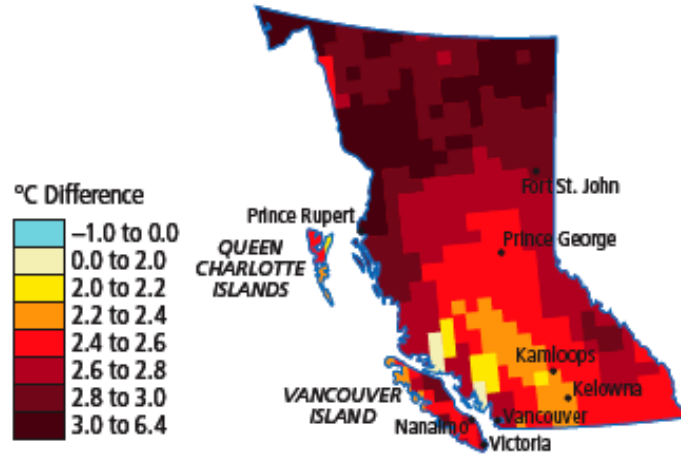 °C Difference
–1.0 to 0.0
0.0 to 2.0
2.0 to 2.2
2.2 to 2.4
2.4 to 2.6
2.6 to 2.8
2.8 to 3.0
3.0 to 6.4
Fort St. John
Prince Rupert
Prince George
QUEEN
CHARLOTTE
ISLANDS
Kamloops
Kelowna
VANCOUVER
ISLAND
Vancouver
Nanaimo
Victoria